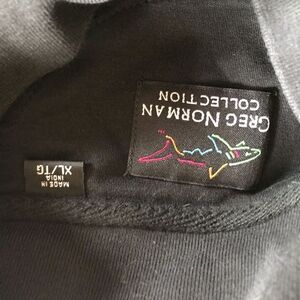 GREG NORMAN
COLLECTION
XL/TG
MADE IN
INDIA